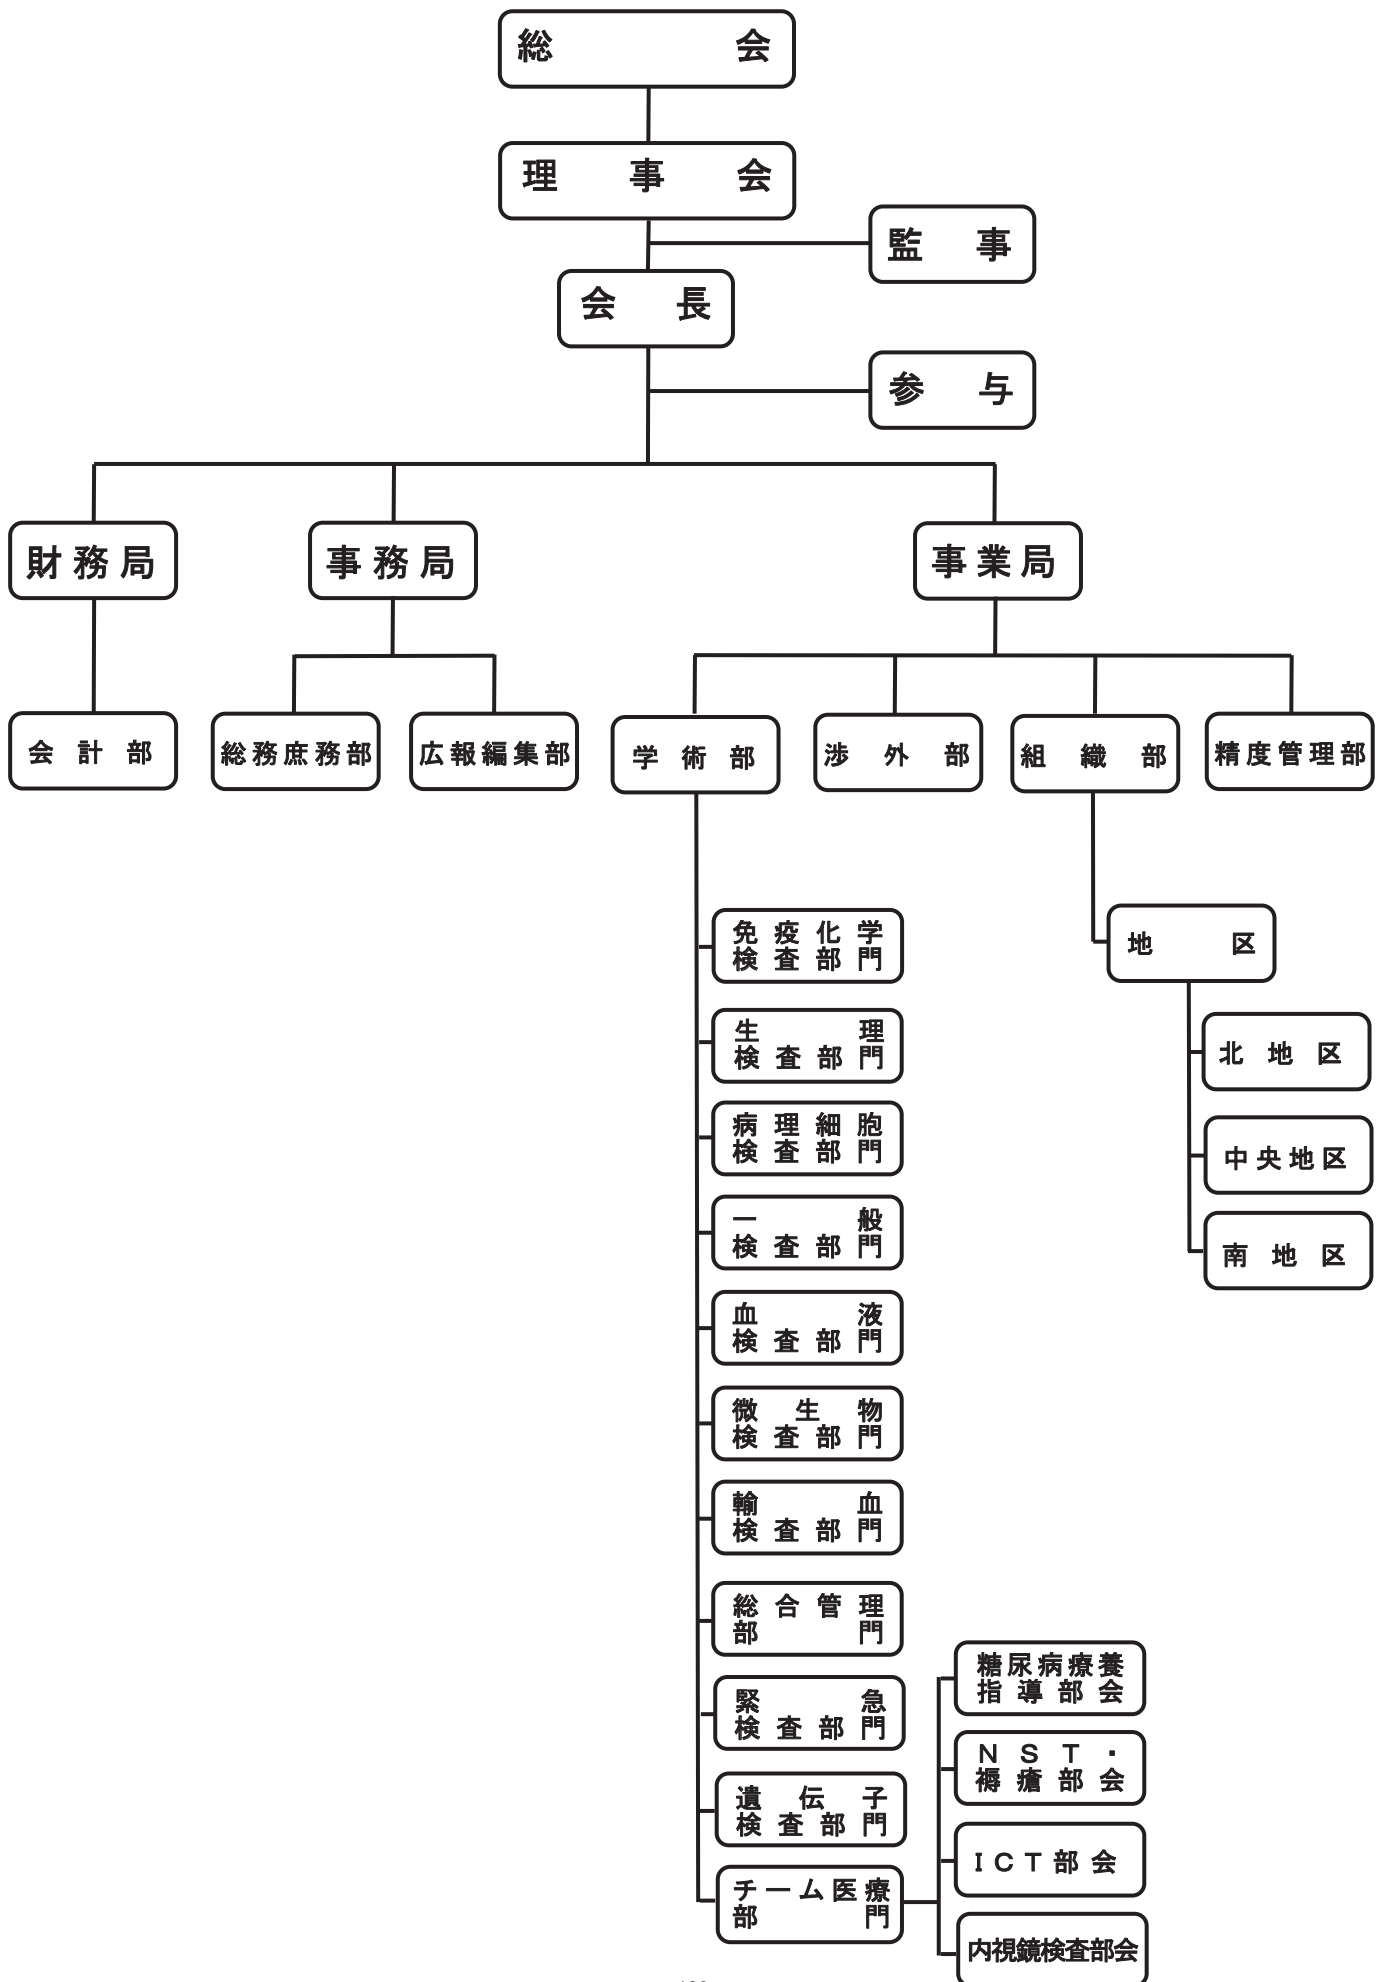 総会
理事会
監事
会長
参与
財務局
事務局
事業局
会計部
総務庶務部
広報編集部
学術部
渉外部
組織部
精度管理部
免疫化学
検査部門
生理
検査部門
病理細胞
検査部門
一般
検査部門
血液
検査部門
微生物
検査部門
輸血
検査部門
総合管理
部門
緊急
検査部門
遺伝子
検査部門
チーム医療
部門
地区
北地区
中央地区
南地区
糖尿病療養
指導部会
NST・
褥瘡部会
ICT部会
内視鏡検査部会